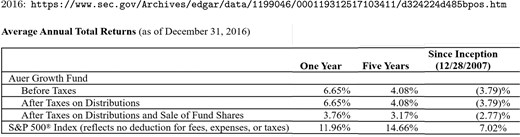 2016: https://www.sec.gov/Archives/edgar/data/1199046/000119312517103411/d324224d485bpos.htm
Average Annual Total Returns (as of December 31, 2016)
One Year Five Years Since Inception (12/28/2007)
Auer Growth Fund
Before Taxes 6.65% 4.08% (3.79)%
After Taxes on Distributions 6.65% 4.08% (3.79)%
After Taxes on Distributions and Sale of Fund Shares 3.76% 3.17% (2.77)%
S&P 500® Index (reflects no deduction for fees, expenses, or taxes) 11.96% 14.66% 7.02%